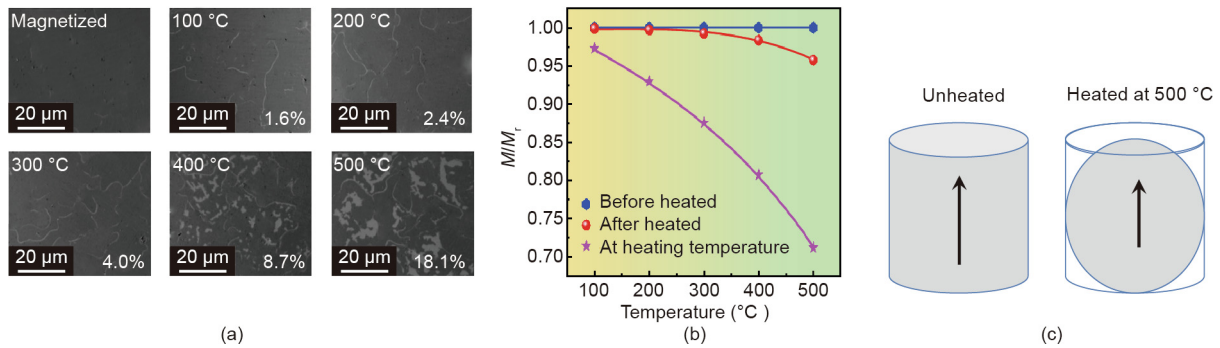 Magnetized
20 µm
100 °C
20 µm
1.6%
200 °C
20 µm
2.4%
300 °C
20 µm
4.0%
400 °C
20 µm
8.7%
500 °C
20 µm
18.1%
(a)
M/Mr
1.00
0.95
0.90
0.85
0.80
0.75
0.70
Before heated
After heated
At heating temperature
100 200 300 400 500
Temperature (°C )
(b)
Unheated
Heated at 500 °C
(c)